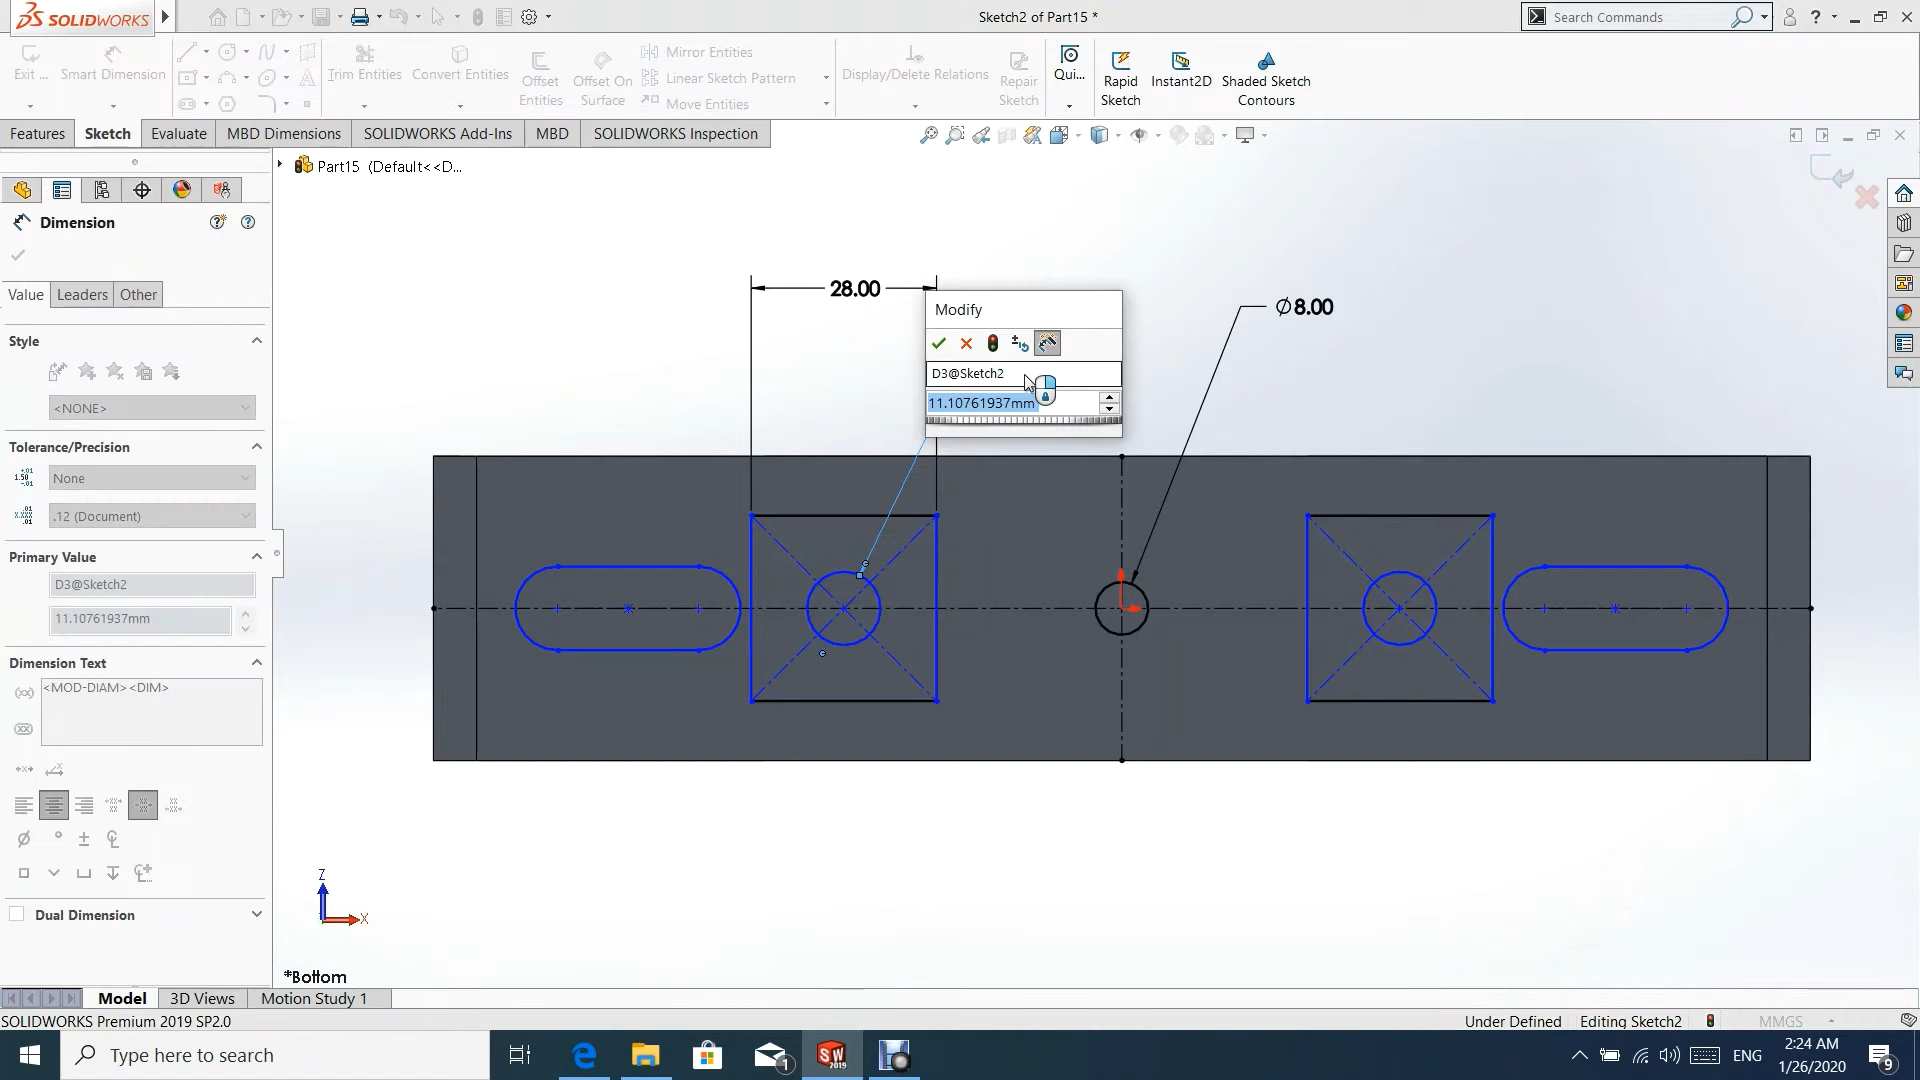 SOLIDWORKS
Sketch2 of Part15 *
Search Commands
?
Exit ...
Smart Dimension
Trim Entities
Convert Entities
Offset Entities
Offset On Surface
Mirror Entities
Linear Sketch Pattern
Move Entities
Display/Delete Relations
Repair Sketch
Qui...
Rapid Sketch
Instant2D
Shaded Sketch Contours
Features
Sketch
Evaluate
MBD Dimensions
SOLIDWORKS Add-Ins
MBD
SOLIDWORKS Inspection
Part15 (Default<<D...
Dimension
Value
Leaders
Other
Style
<NONE>
Tolerance/Precision
None
.12 (Document)
Primary Value
D3@Sketch2
11.10761937mm
Dimension Text
<MOD-DIAM><DIM>
Dual Dimension
28.00
Modify
D3@Sketch2
11.10761937mm
∅8.00
Z
X
*Bottom
Model
3D Views
Motion Study 1
SOLIDWORKS Premium 2019 SP2.0
Under Defined
Editing Sketch2
MMGS
Type here to search
1
SW
2019
ENG
2:24 AM
1/26/2020
9